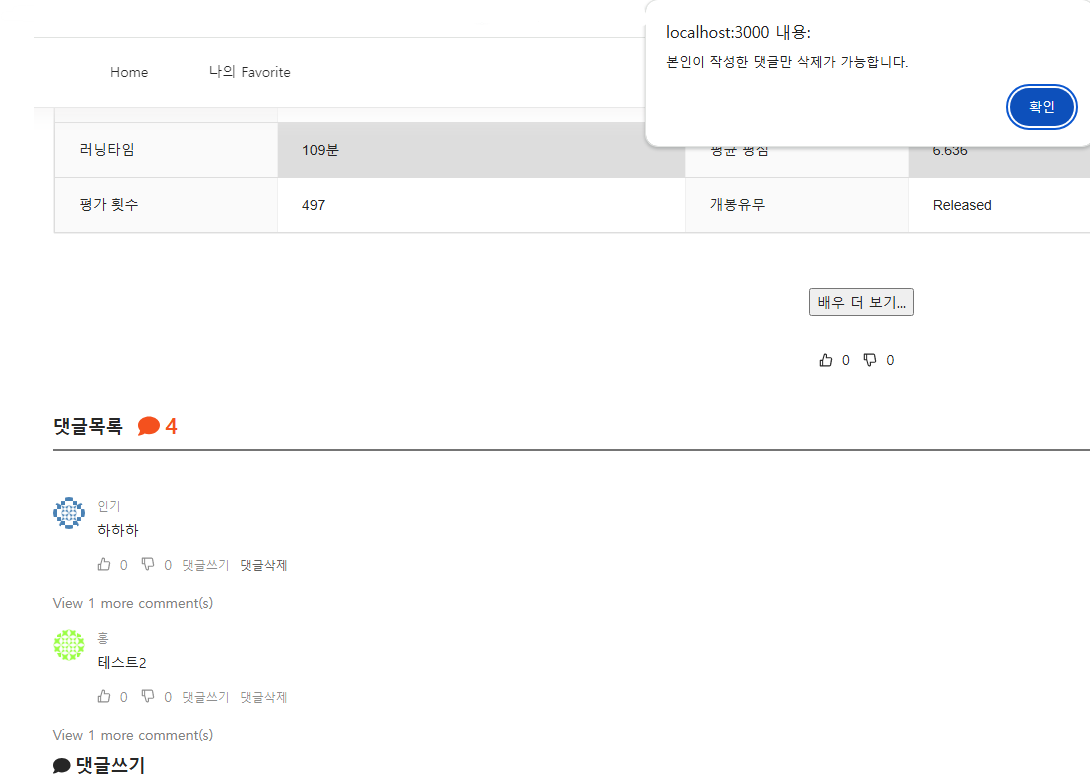 localhost:3000 내용:
본인이 작성한 댓글만 삭제가 가능합니다.
확인
Home 나의 Favorite
러닝타임 109분 평균 평점 6.636
평가 횟수 497 개봉유무 Released
배우 더 보기...
0 0
댓글목록 4
인기
하하하
0 0 댓글쓰기 댓글삭제
View 1 more comment(s)
홍
테스트2
0 0 댓글쓰기 댓글삭제
View 1 more comment(s)
댓글쓰기